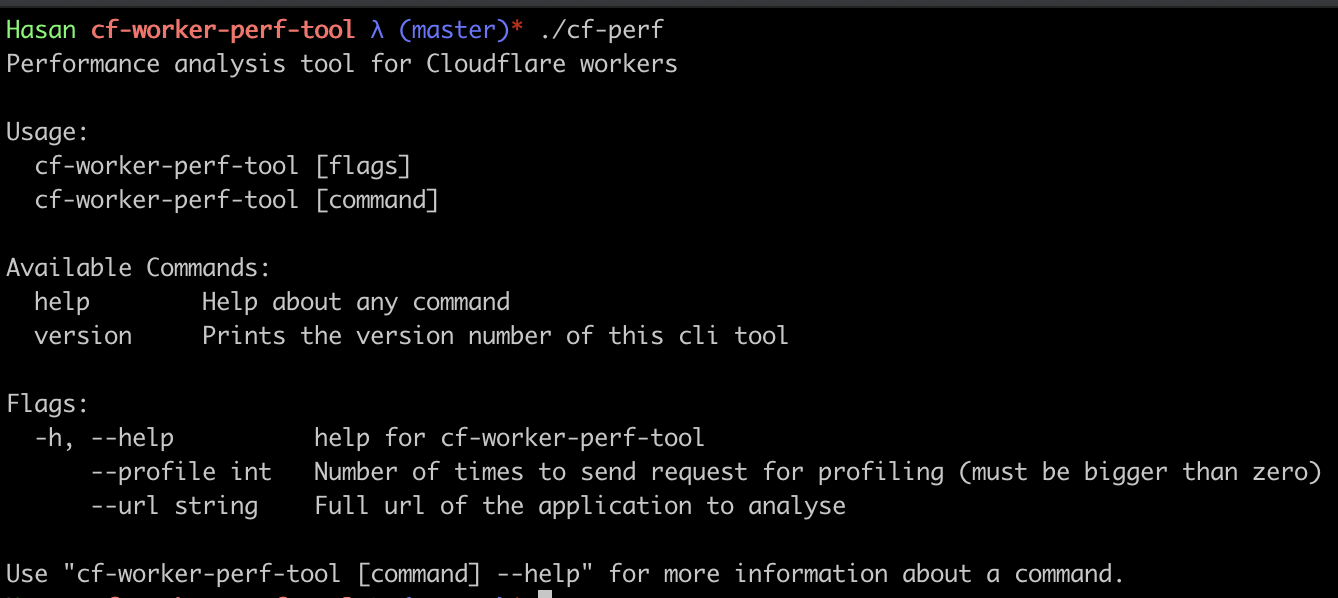 Hasan cf-worker-perf-tool λ (master)* ./cf-perf
Performance analysis tool for Cloudflare workers
Usage:
cf-worker-perf-tool [flags]
cf-worker-perf-tool [command]
Available Commands:
help Help about any command
version Prints the version number of this cli tool
Flags:
-h, --help help for cf-worker-perf-tool
--profile int Number of times to send request for profiling (must be bigger than zero)
--url string Full url of the application to analyse
Use "cf-worker-perf-tool [command] --help" for more information about a command.